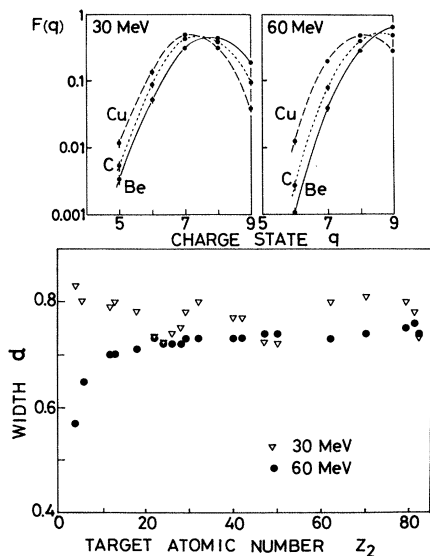 F(q)
1
0.1
0.01
0.001
30 MeV
60 MeV
Cu
C
Be
Cu
C
Be
5
7
9
5
7
9
CHARGE STATE q
WIDTH d
0.8
0.6
0.4
30 MeV
60 MeV
0
20
40
60
80
TARGET ATOMIC NUMBER Z₂